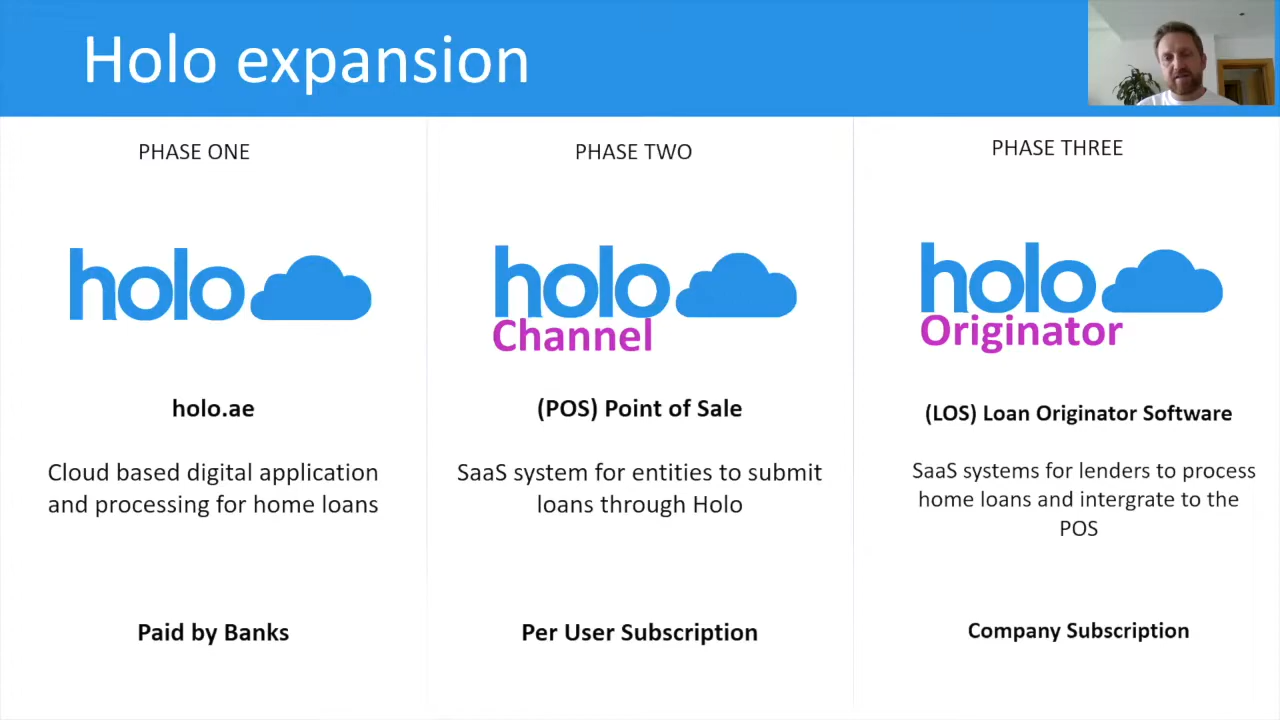 Holo expansion
PHASE ONE
holo
holo.ae
Cloud based digital application
and processing for home loans
Paid by Banks
PHASE TWO
holo
Channel
(POS) Point of Sale
SaaS system for entities to submit
loans through Holo
Per User Subscription
PHASE THREE
holo
Originator
(LOS) Loan Originator Software
SaaS systems for lenders to process
home loans and intergrate to the
POS
Company Subscription